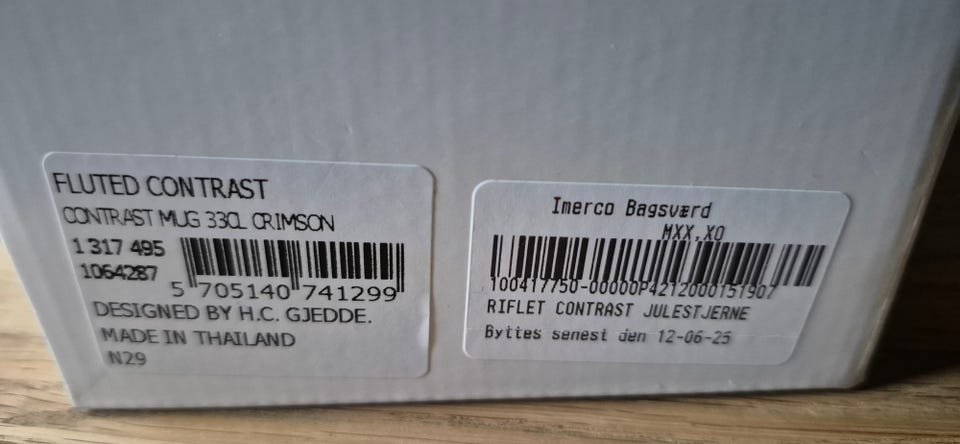 FLUTED CONTRAST
CONTRAST MUG 33CL CRIMSON
1 317 495
1064287
5 705140 741299
DESIGNED BY H.C. GJEDDE.
MADE IN THAILAND
N29
Imerco Bagsværd
MXX,XO
100417750-00000P4212000151907
RIFLET CONTRAST JULESTJERNE
Byttes senest den 12-06-25